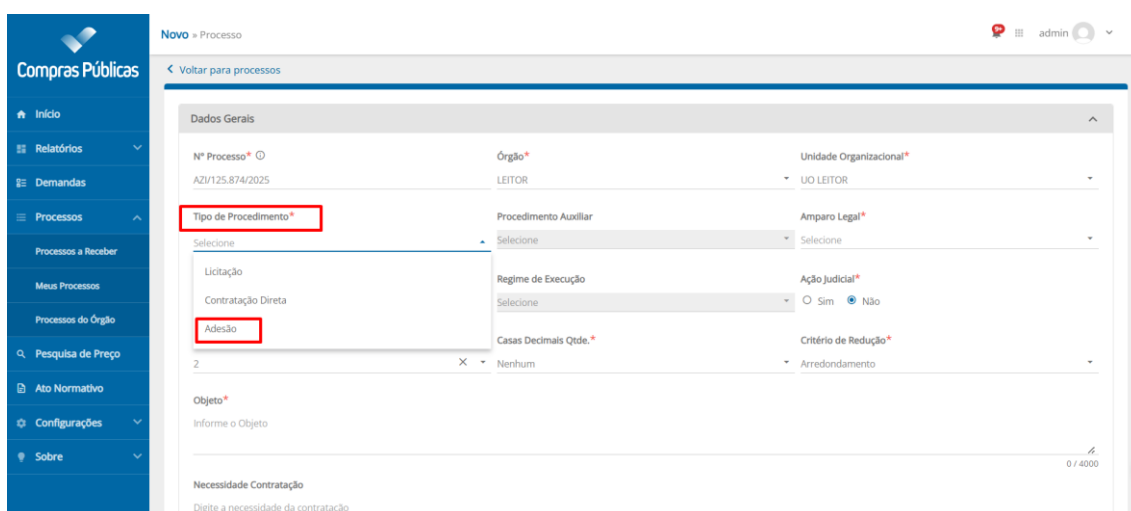 Compras Públicas
Início
Relatórios
Demandas
Processos
Processos a Receber
Meus Processos
Processos do Órgão
Pesquisa de Preço
Ato Normativo
Configurações
Sobre
Novo » Processo
9+
admin
Voltar para processos
Dados Gerais
N° Processo*
Órgão*
Unidade Organizacional*
AZI/125.874/2025
LEITOR
UO LEITOR
Tipo de Procedimento*
Procedimento Auxiliar
Amparo Legal*
Selecione
Selecione
Selecione
Licitação
Contratação Direta
Adesão
Regime de Execução
Ação Judicial*
Selecione
Sim
Não
Casas Decimais Qtde.*
Critério de Redução*
2
Nenhum
Arredondamento
Objeto*
Informe o Objeto
0 / 4000
Necessidade Contratação
Digite a necessidade da contratação